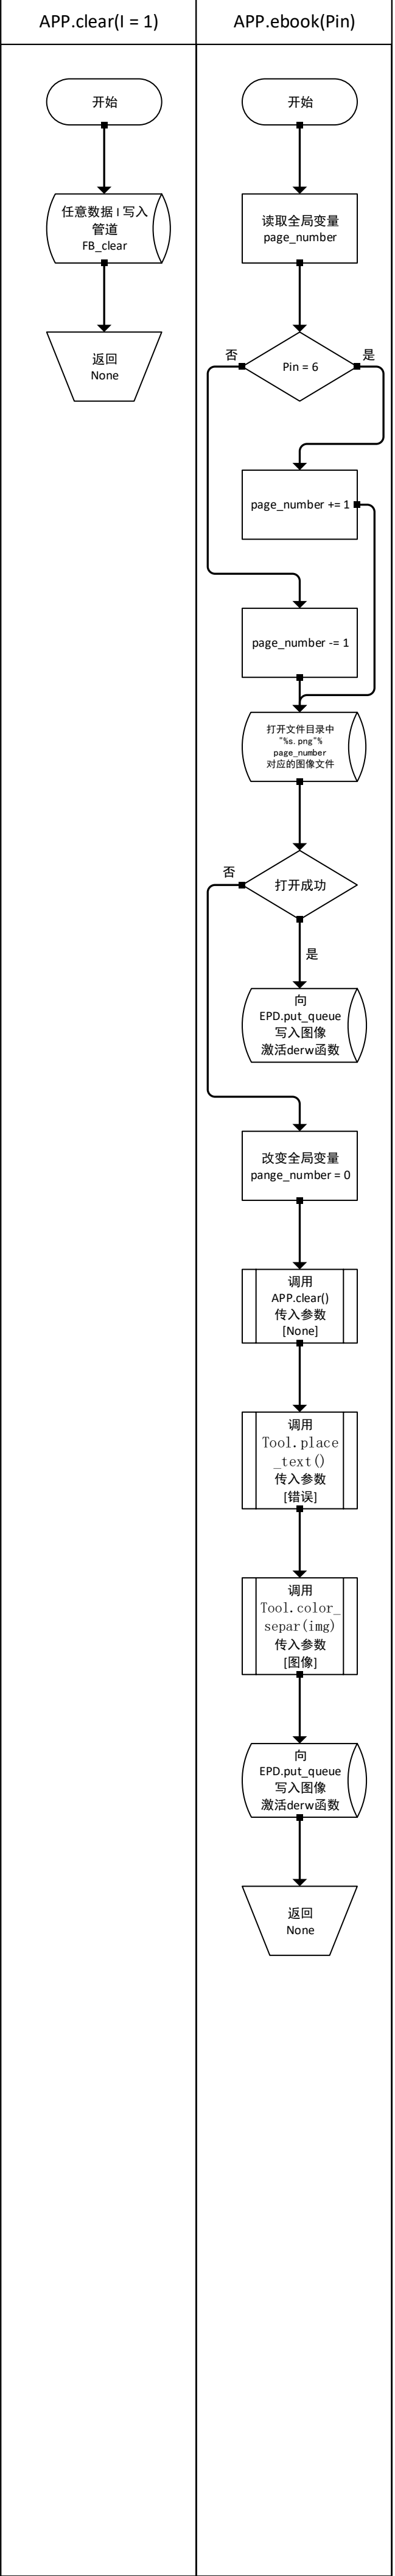 APP.clear(I = 1)
开始
任意数据 I 写入
管道
FB_clear
返回
None
APP.ebook(Pin)
开始
读取全局变量
page_number
Pin = 6
否
是
page_number += 1
page_number -= 1
打开文件目录中
"%s.png"%
page_number
对应的图像文件
打开成功
否
是
向
EPD.put_queue
写入图像
激活derw函数
改变全局变量
pange_number = 0
调用
APP.clear()
传入参数
[None]
调用
Tool.place
_text()
传入参数
[错误]
调用
Tool.color_
separ(img)
传入参数
[图像]
向
EPD.put_queue
写入图像
激活derw函数
返回
None